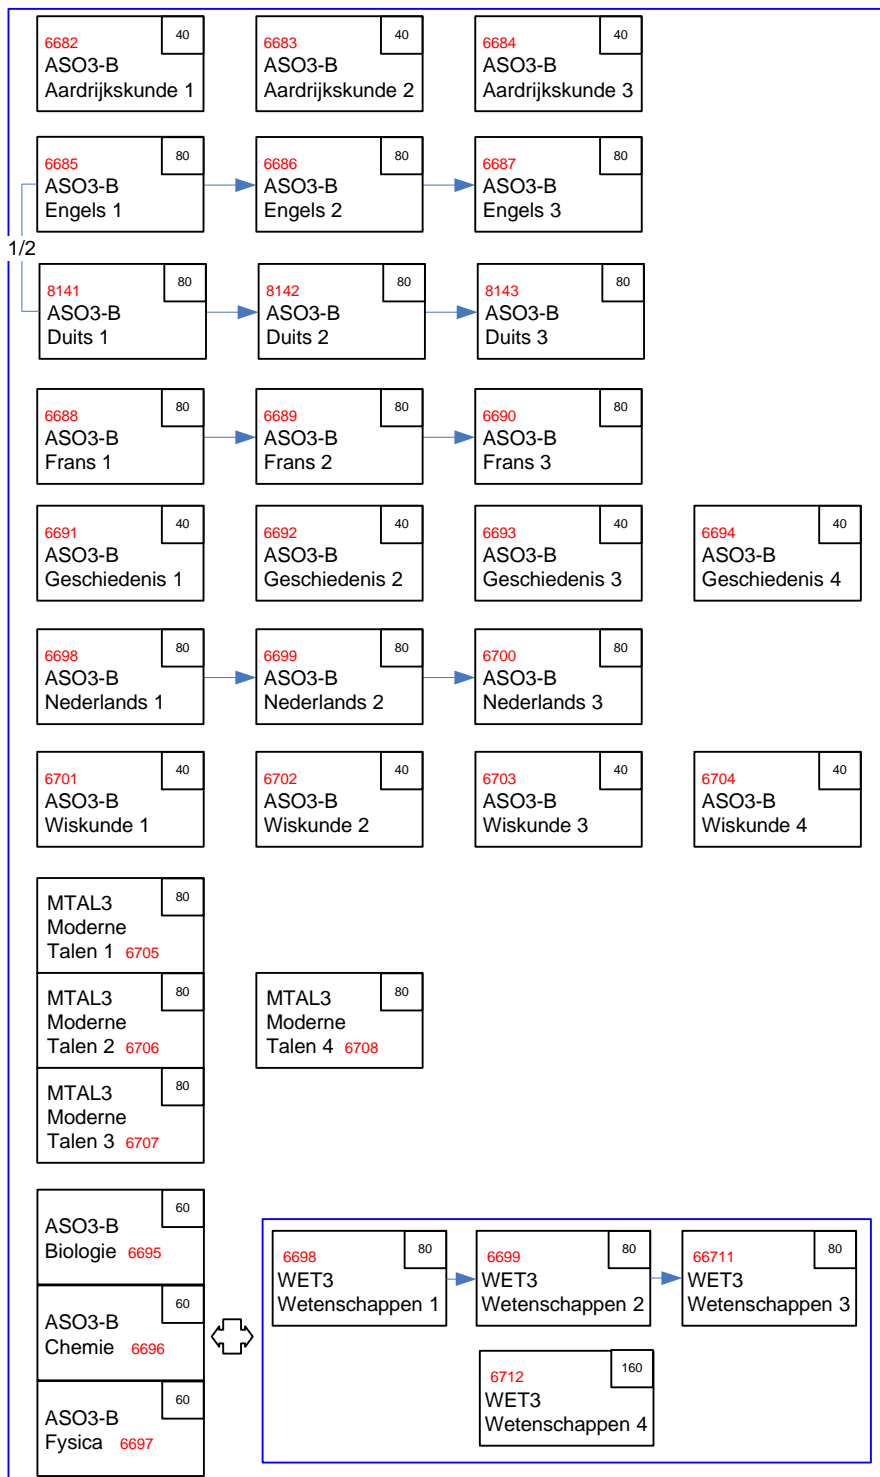 6682 40
ASO3-B
Aardrijkskunde 1
6683 40
ASO3-B
Aardrijkskunde 2
6684 40
ASO3-B
Aardrijkskunde 3
6685 80
ASO3-B
Engels 1
6686 80
ASO3-B
Engels 2
6687 80
ASO3-B
Engels 3
1/2
8141 80
ASO3-B
Duits 1
8142 80
ASO3-B
Duits 2
8143 80
ASO3-B
Duits 3
6688 80
ASO3-B
Frans 1
6689 80
ASO3-B
Frans 2
6690 80
ASO3-B
Frans 3
6691 40
ASO3-B
Geschiedenis 1
6692 40
ASO3-B
Geschiedenis 2
6693 40
ASO3-B
Geschiedenis 3
6694 40
ASO3-B
Geschiedenis 4
6698 80
ASO3-B
Nederlands 1
6699 80
ASO3-B
Nederlands 2
6700 80
ASO3-B
Nederlands 3
6701 40
ASO3-B
Wiskunde 1
6702 40
ASO3-B
Wiskunde 2
6703 40
ASO3-B
Wiskunde 3
6704 40
ASO3-B
Wiskunde 4
MTAL3 80
Moderne
Talen 1 6705
MTAL3 80
Moderne
Talen 2 6706
MTAL3 80
Moderne
Talen 4 6708
MTAL3 80
Moderne
Talen 3 6707
60
ASO3-B
Biologie 6695
60
ASO3-B
Chemie 6696
60
ASO3-B
Fysica 6697
6698 80
WET3
Wetenschappen 1
6699 80
WET3
Wetenschappen 2
66711 80
WET3
Wetenschappen 3
6712 160
WET3
Wetenschappen 4